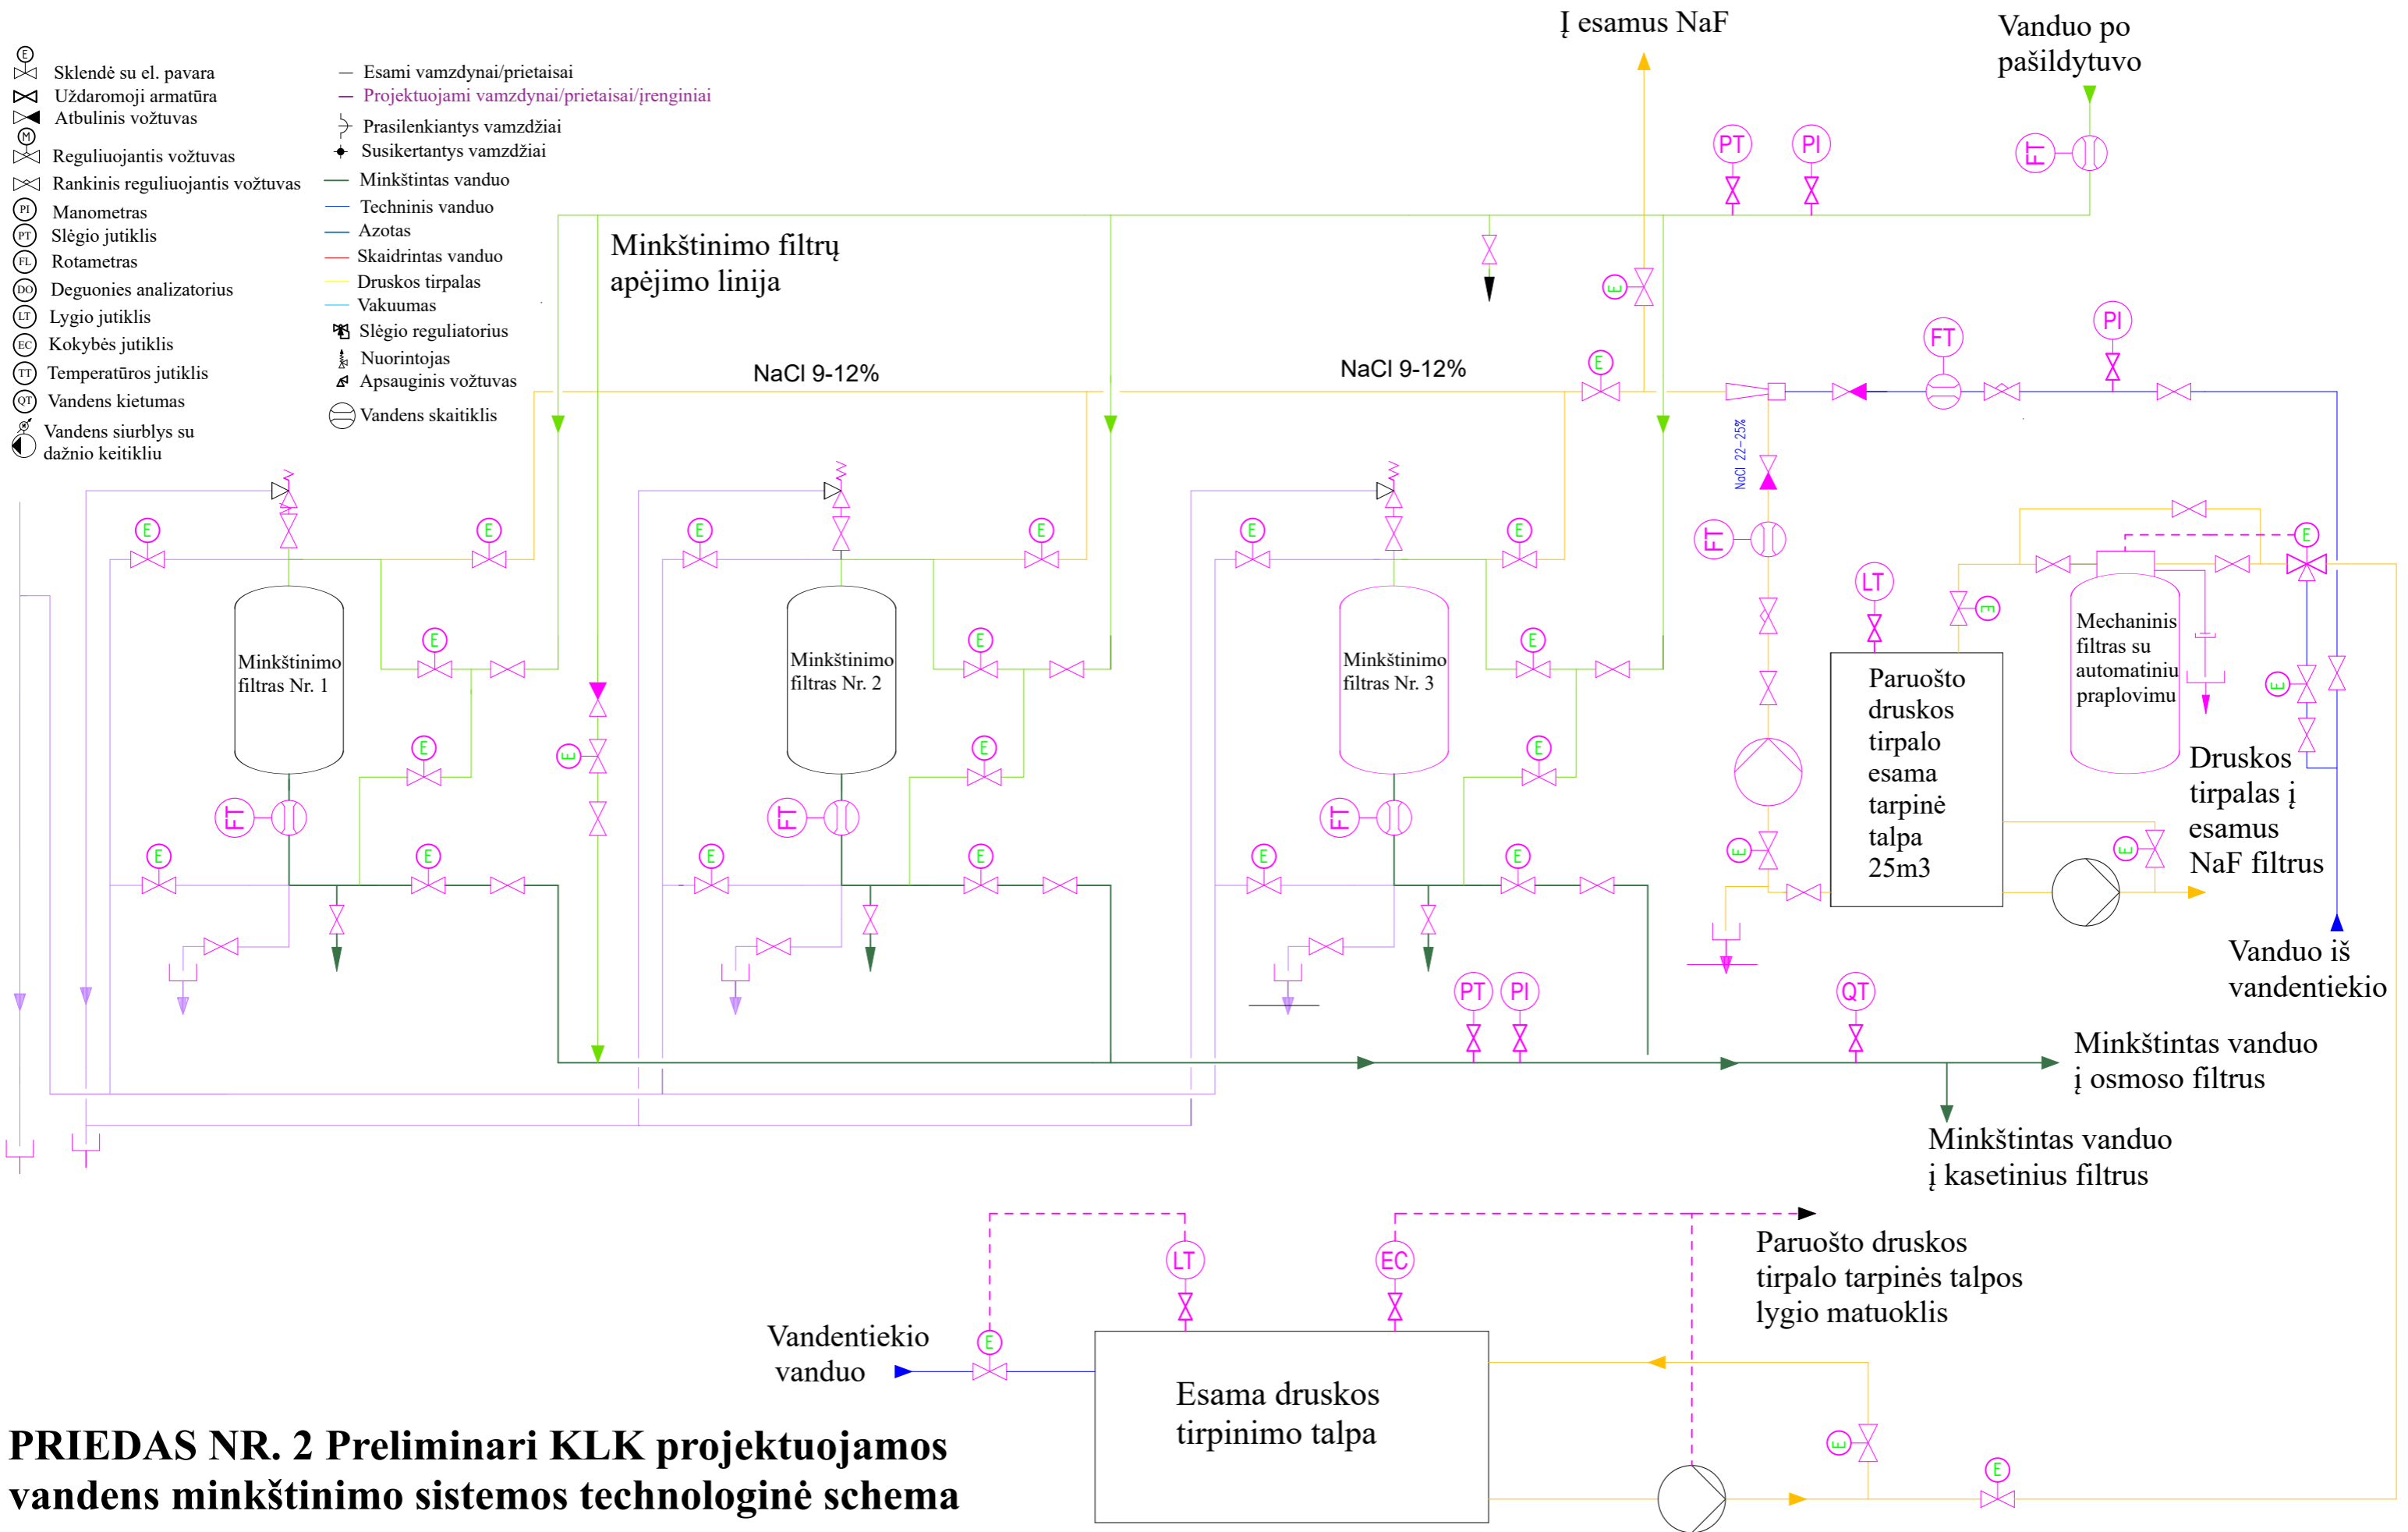 Į esamus NaF
Vanduo po
pašildytuvo
E
Sklendė su el. pavara
Uždaromoji armatūra
Atbulinis vožtuvas
M
Reguliuojantis vožtuvas
Rankinis reguliuojantis vožtuvas
PI Manometras
PT Slėgio jutiklis
FL Rotametras
DO Deguonies analizatorius
LT Lygio jutiklis
EC Kokybės jutiklis
TT Temperatūros jutiklis
QT Vandens kietumas
Vandens siurblys su
dažnio keitikliu
Esami vamzdynai/prietaisai
Projektuojami vamzdynai/prietaisai/įrenginiai
Prasilenkiantys vamzdžiai
Susikertantys vamzdžiai
Minkštintas vanduo
Techninis vanduo
Azotas
Skaidrintas vanduo
Druskos tirpalas
Vakuumas
Slėgio reguliatorius
Nuorintojas
Apsauginis vožtuvas
Vandens skaitiklis
PT
PI
FT
Minkštinimo filtrų
apėjimo linija
E
NaCl 9-12%
NaCl 9-12%
E
FT
PI
NaCl 22-25%
E
E
E
E
E
E
FT
E
LT
E
Minkštinimo
filtras Nr. 1
E
Minkštinimo
filtras Nr. 2
E
Minkštinimo
filtras Nr. 3
E
Paruošto
druskos
tirpalo
esama
tarpinė
talpa
25m3
Mechaninis
filtras su
automatiniu
praplovimu
E
E
E
E
E
FT
FT
FT
Druskos
tirpalas į
esamus
NaF filtrus
E
E
E
E
E
E
E
E
Vanduo iš
vandentiekio
PT
PI
QT
Minkštintas vanduo
į osmoso filtrus
Minkštintas vanduo
į kasetinius filtrus
LT
EC
Paruošto druskos
tirpalo tarpinės talpos
lygio matuoklis
Vandentiekio
vanduo
E
Esama druskos
tirpinimo talpa
E
E
PRIEDAS NR. 2 Preliminari KLK projektuojamos
vandens minkštinimo sistemos technologinė schema